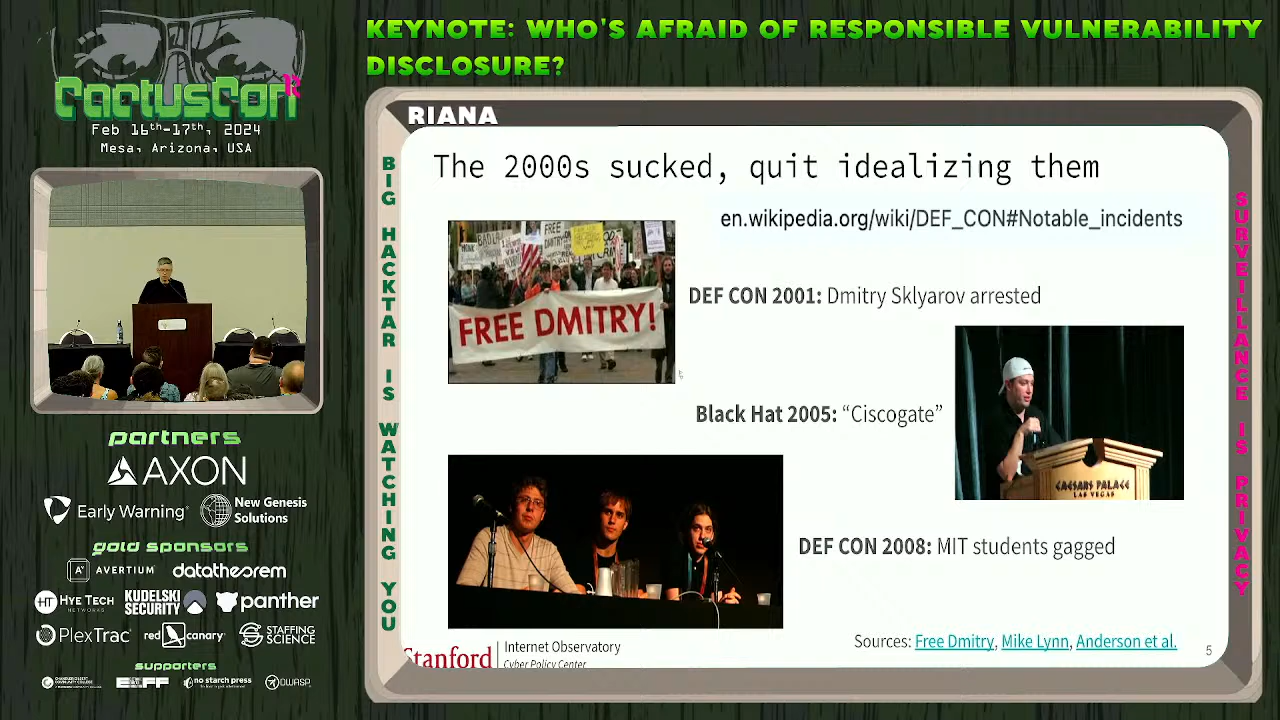 KEYNOTE: WHO'S AFRAID OF RESPONSIBLE VULNERABILITY
DISCLOSURE?
CactusCon
Feb 16th-17th, 2024
Mesa, Arizona, USA
RIANA
BIG HACKTAR IS WATCHING YOU
The 2000s sucked, quit idealizing them
en.wikipedia.org/wiki/DEF_CON#Notable_incidents
FREE DMITRY!
DEF CON 2001: Dmitry Sklyarov arrested
Black Hat 2005: “Ciscogate”
CAESARS PALACE
LAS VEGAS
DEF CON 2008: MIT students gagged
Sources: Free Dmitry, Mike Lynn, Anderson et al.
Stanford
Internet Observatory
Cyber Policy Center
5
SURVEILLANCE IS PRIVACY
partners
AXON
Early Warning
New Genesis
Solutions
gold sponsors
AVERTIUM
datatheorem
HYE TECH
NETWORKS
KUDELSKI
SECURITY
panther
PlexTrac
red canary
STAFFING
SCIENCE
supporters
EFF
no starch press
OWASP